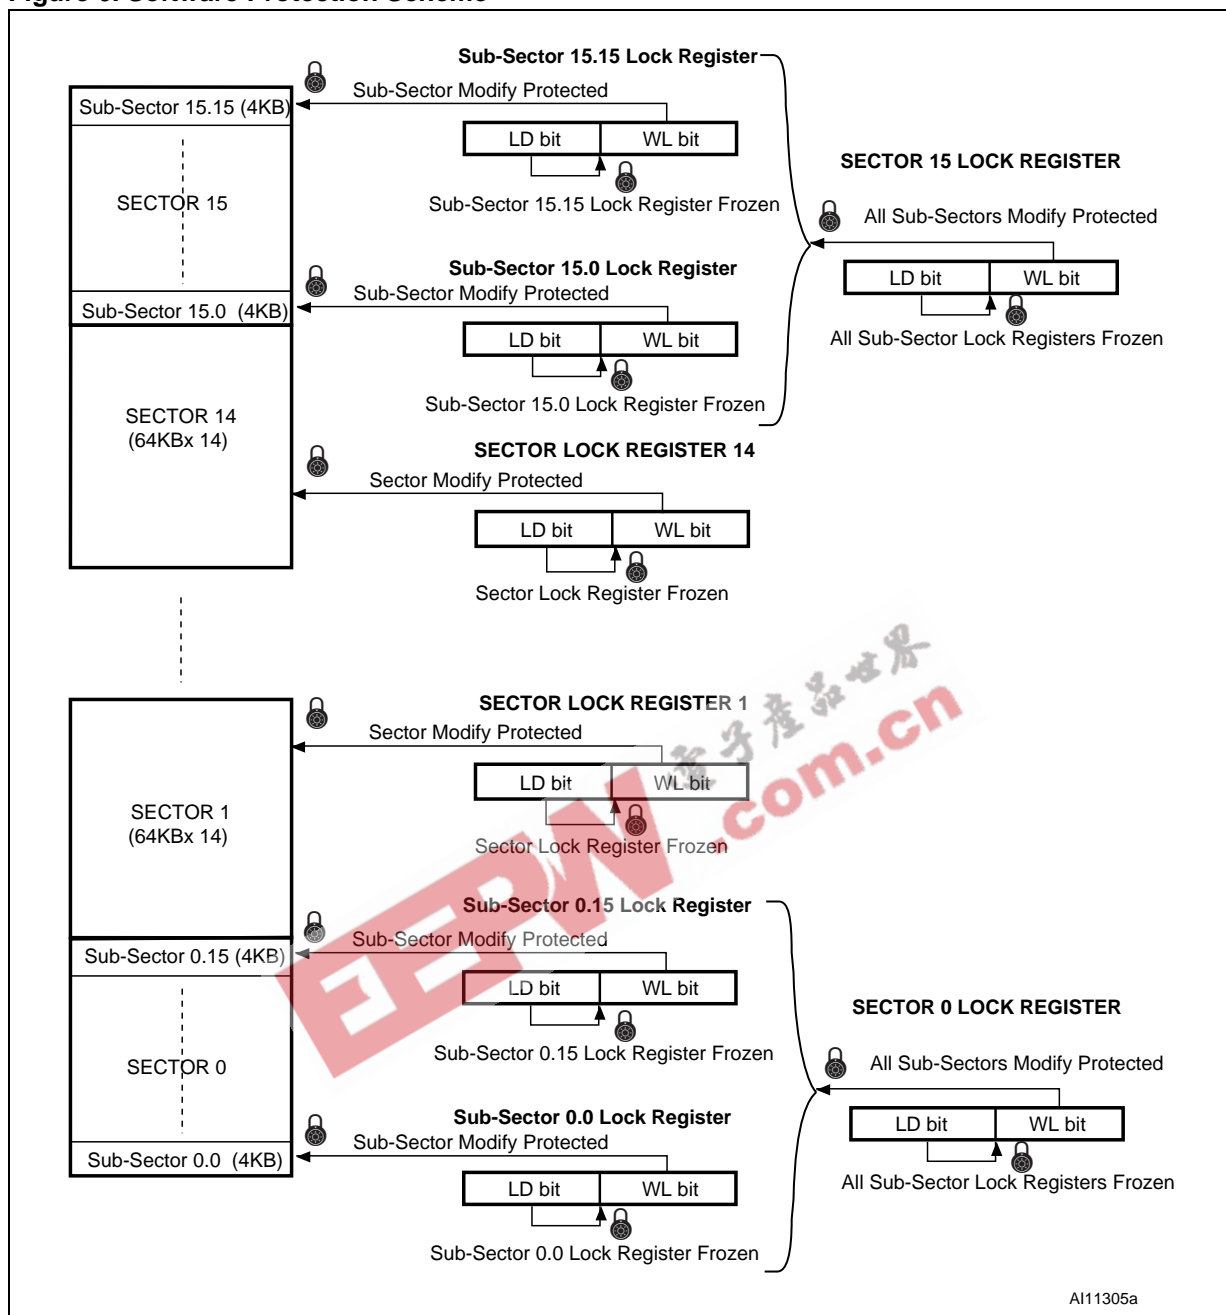 Figure 6. Software Protection Scheme
Sub-Sector 15.15 Lock Register
Sub-Sector Modify Protected
Sub-Sector 15.15 (4KB)
LD bit WL bit
SECTOR 15 LOCK REGISTER
SECTOR 15
Sub-Sector 15.15 Lock Register Frozen
All Sub-Sectors Modify Protected
Sub-Sector 15.0 Lock Register
LD bit WL bit
Sub-Sector Modify Protected
Sub-Sector 15.0 (4KB)
LD bit WL bit
All Sub-Sector Lock Registers Frozen
Sub-Sector 15.0 Lock Register Frozen
SECTOR 14
(64KBx 14)
SECTOR LOCK REGISTER 14
Sector Modify Protected
LD bit WL bit
Sector Lock Register Frozen
SECTOR LOCK REGISTER 1
Sector Modify Protected
LD bit WL bit
SECTOR 1
(64KBx 14)
Sector Lock Register Frozen
電子產品世界
EEPW.com.cn
Sub-Sector 0.15 Lock Register
Sub-Sector Modify Protected
Sub-Sector 0.15 (4KB)
LD bit WL bit
SECTOR 0 LOCK REGISTER
Sub-Sector 0.15 Lock Register Frozen
SECTOR 0
All Sub-Sectors Modify Protected
Sub-Sector 0.0 Lock Register
LD bit WL bit
Sub-Sector Modify Protected
Sub-Sector 0.0 (4KB)
LD bit WL bit
All Sub-Sector Lock Registers Frozen
Sub-Sector 0.0 Lock Register Frozen
AI11305a